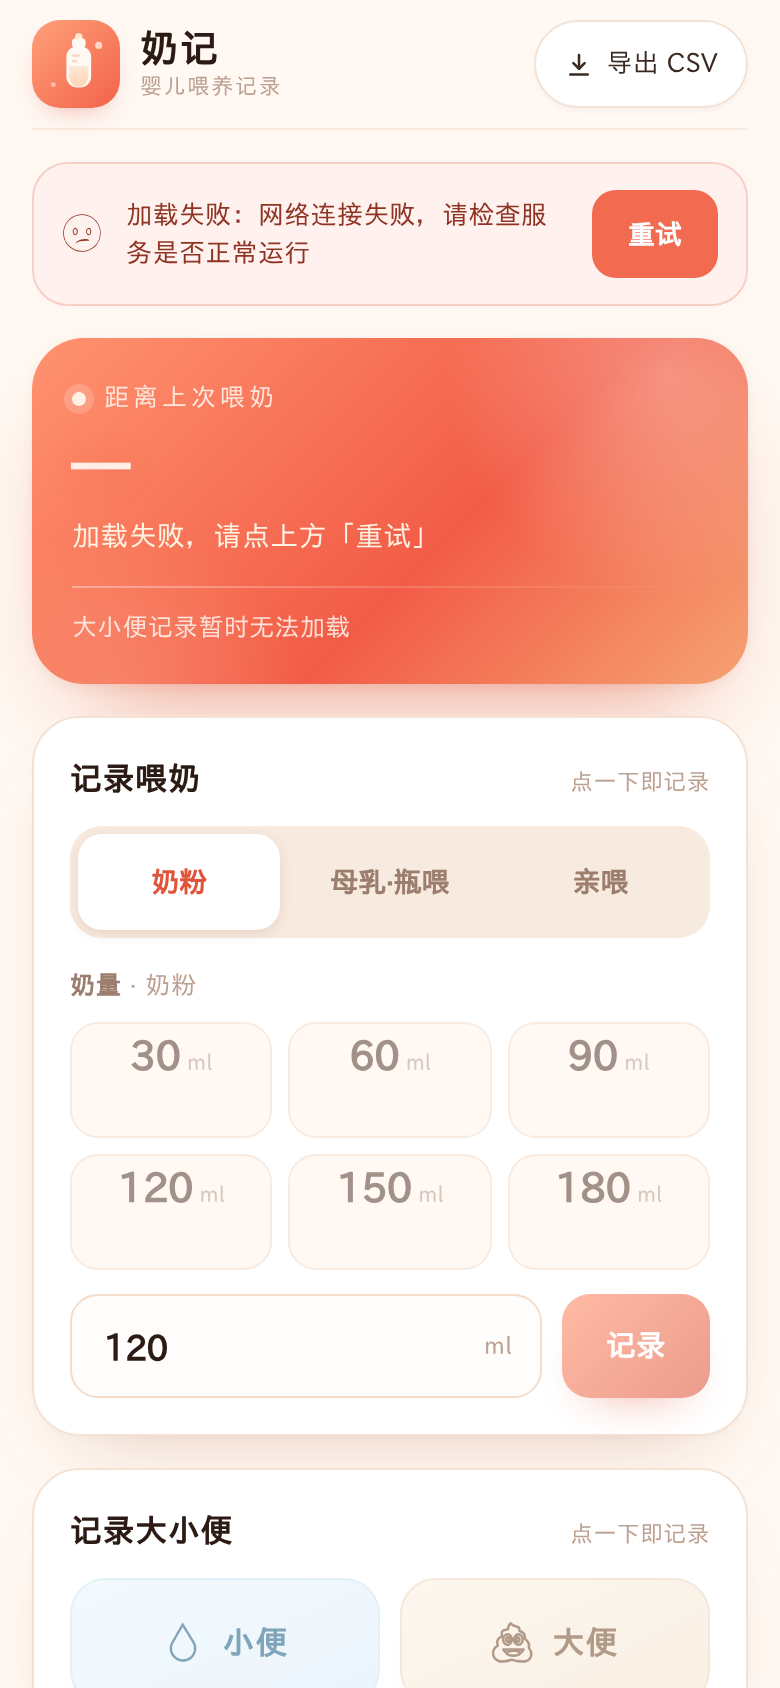 奶记
婴儿喂养记录
导出 CSV
加载失败：网络连接失败，请检查服
务是否正常运行
重试
距离上次喂奶
—
加载失败，请点上方「重试」
大小便记录暂时无法加载
记录喂奶
点一下即记录
奶粉
母乳·瓶喂
亲喂
奶量 · 奶粉
30 ml
60 ml
90 ml
120 ml
150 ml
180 ml
120 ml
记录
记录大小便
点一下即记录
小便
大便